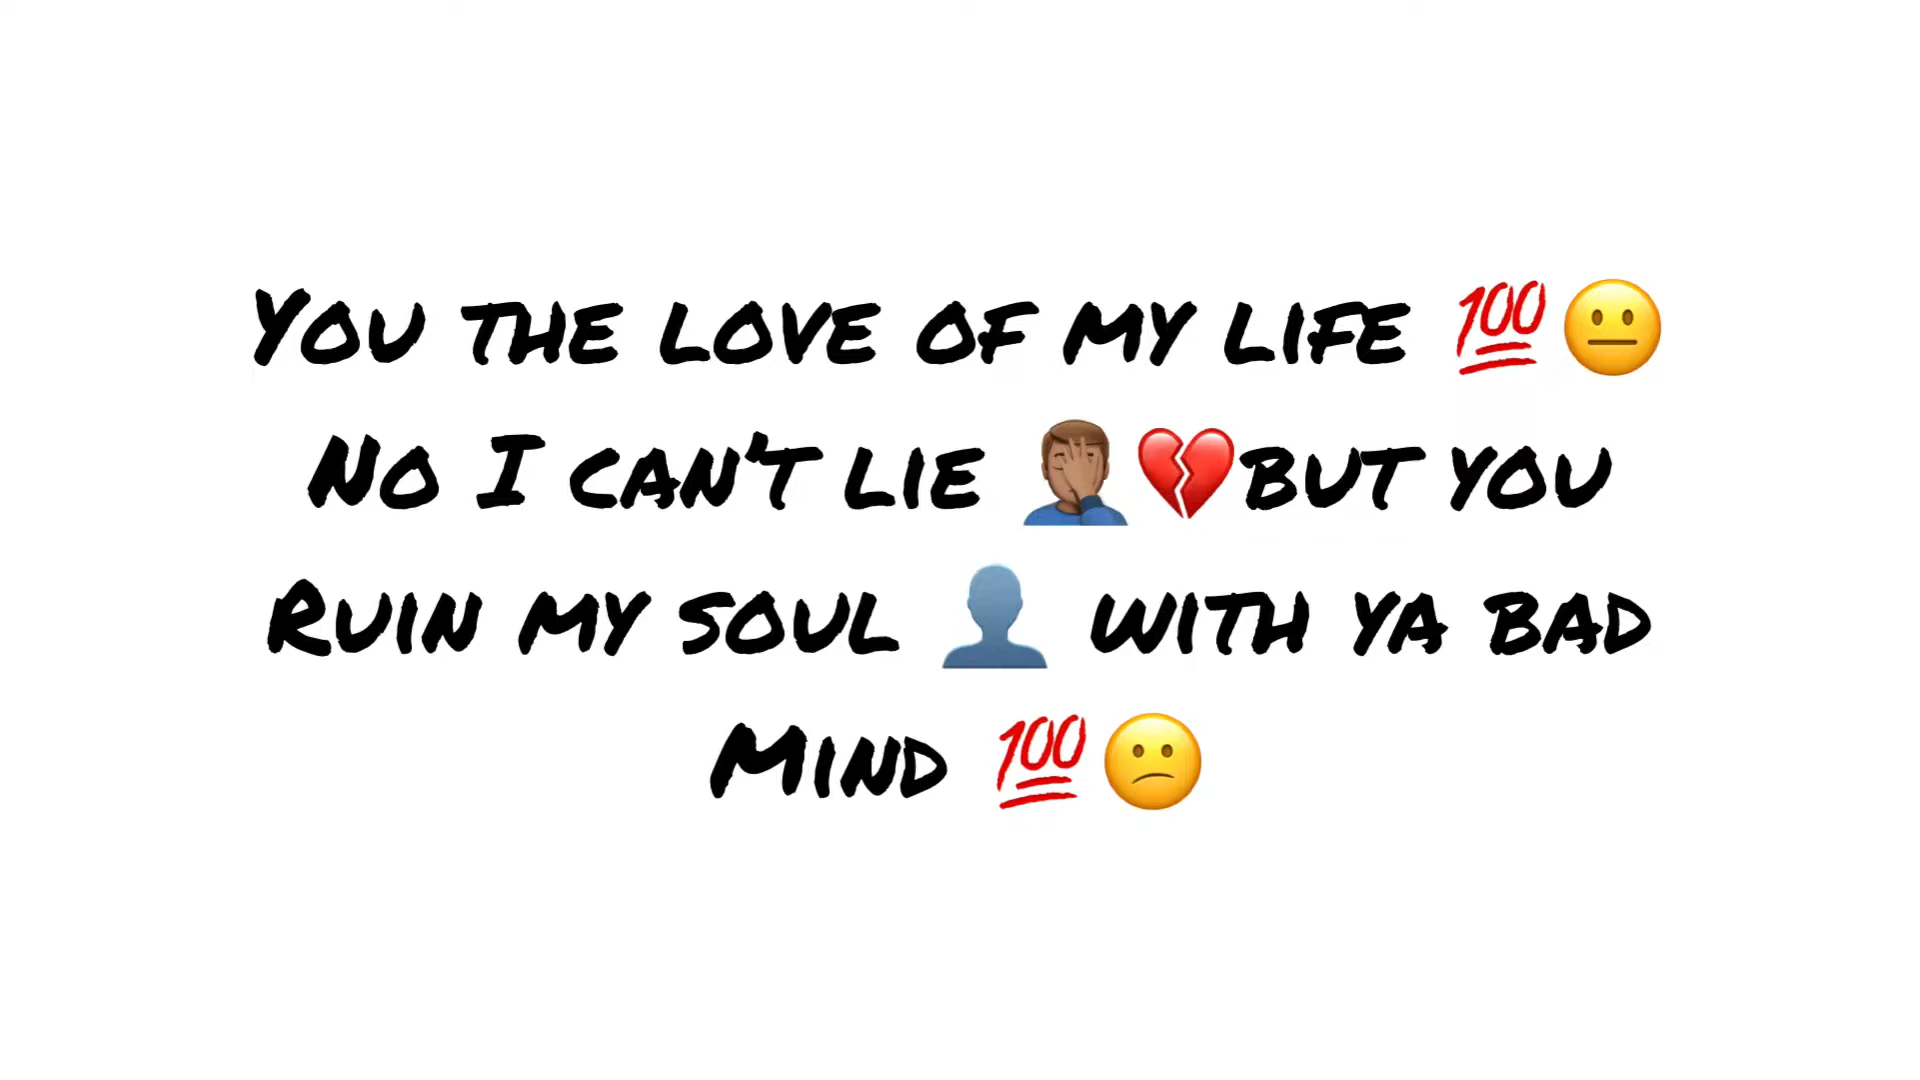 You the love of my life 💯😐
No I can't lie 🤦🏽‍♂️💔but you
Ruin my soul 👤 with ya bad
Mind 💯😕